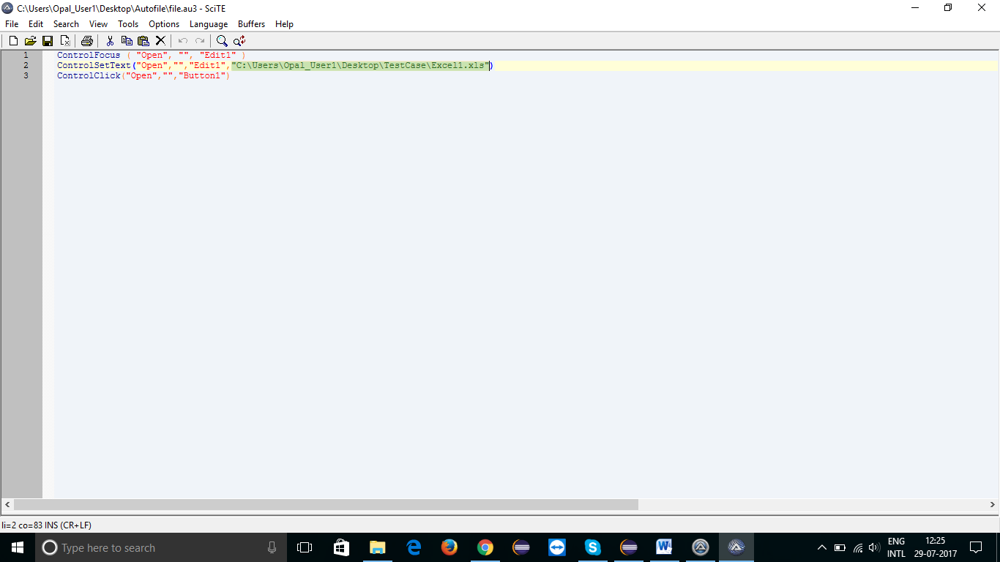 C:\Users\Opal_User1\Desktop\Autofile\file.au3 - SciTE
File Edit Search View Tools Options Language Buffers Help
1 ControlFocus ( "Open", "", "Edit1" )
2 ControlSetText("Open","","Edit1","C:\Users\Opal_User1\Desktop\TestCase\Excel1.xls")
3 ControlClick("Open","","Button1")
li=2 co=83 INS (CR+LF)
Type here to search
ENG 12:25
INTL 29-07-2017